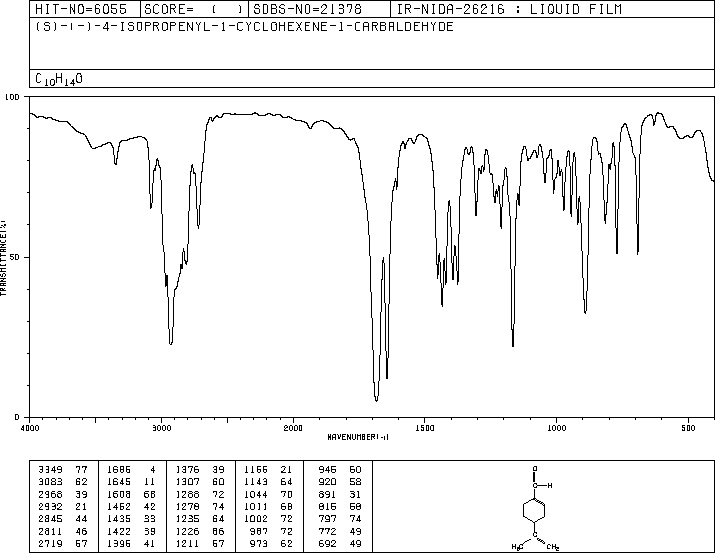 HIT-NO=6055 SCORE= ( ) SDBS-NO=21378 IR-NIDA-26216 : LIQUID FILM
(S)-(-)-4-ISOPROPENYL-1-CYCLOHEXENE-1-CARBALDEHYDE
C10H14O
100
50
0
TRANSMITTANCE(%)
4000 3000 2000 1500 1000 500
WAVENUMBER(-1)
3349 77 1686 4 1376 39 1166 21 946 60
3083 62 1645 11 1307 60 1143 64 920 58
2968 39 1608 68 1288 72 1044 70 891 31
2932 21 1452 42 1278 74 1011 68 816 58
2845 44 1435 33 1235 64 1002 72 797 74
2811 46 1422 39 1226 86 987 72 772 49
2719 57 1396 41 1211 57 973 62 692 49
O
C—H
C
H3C CH2